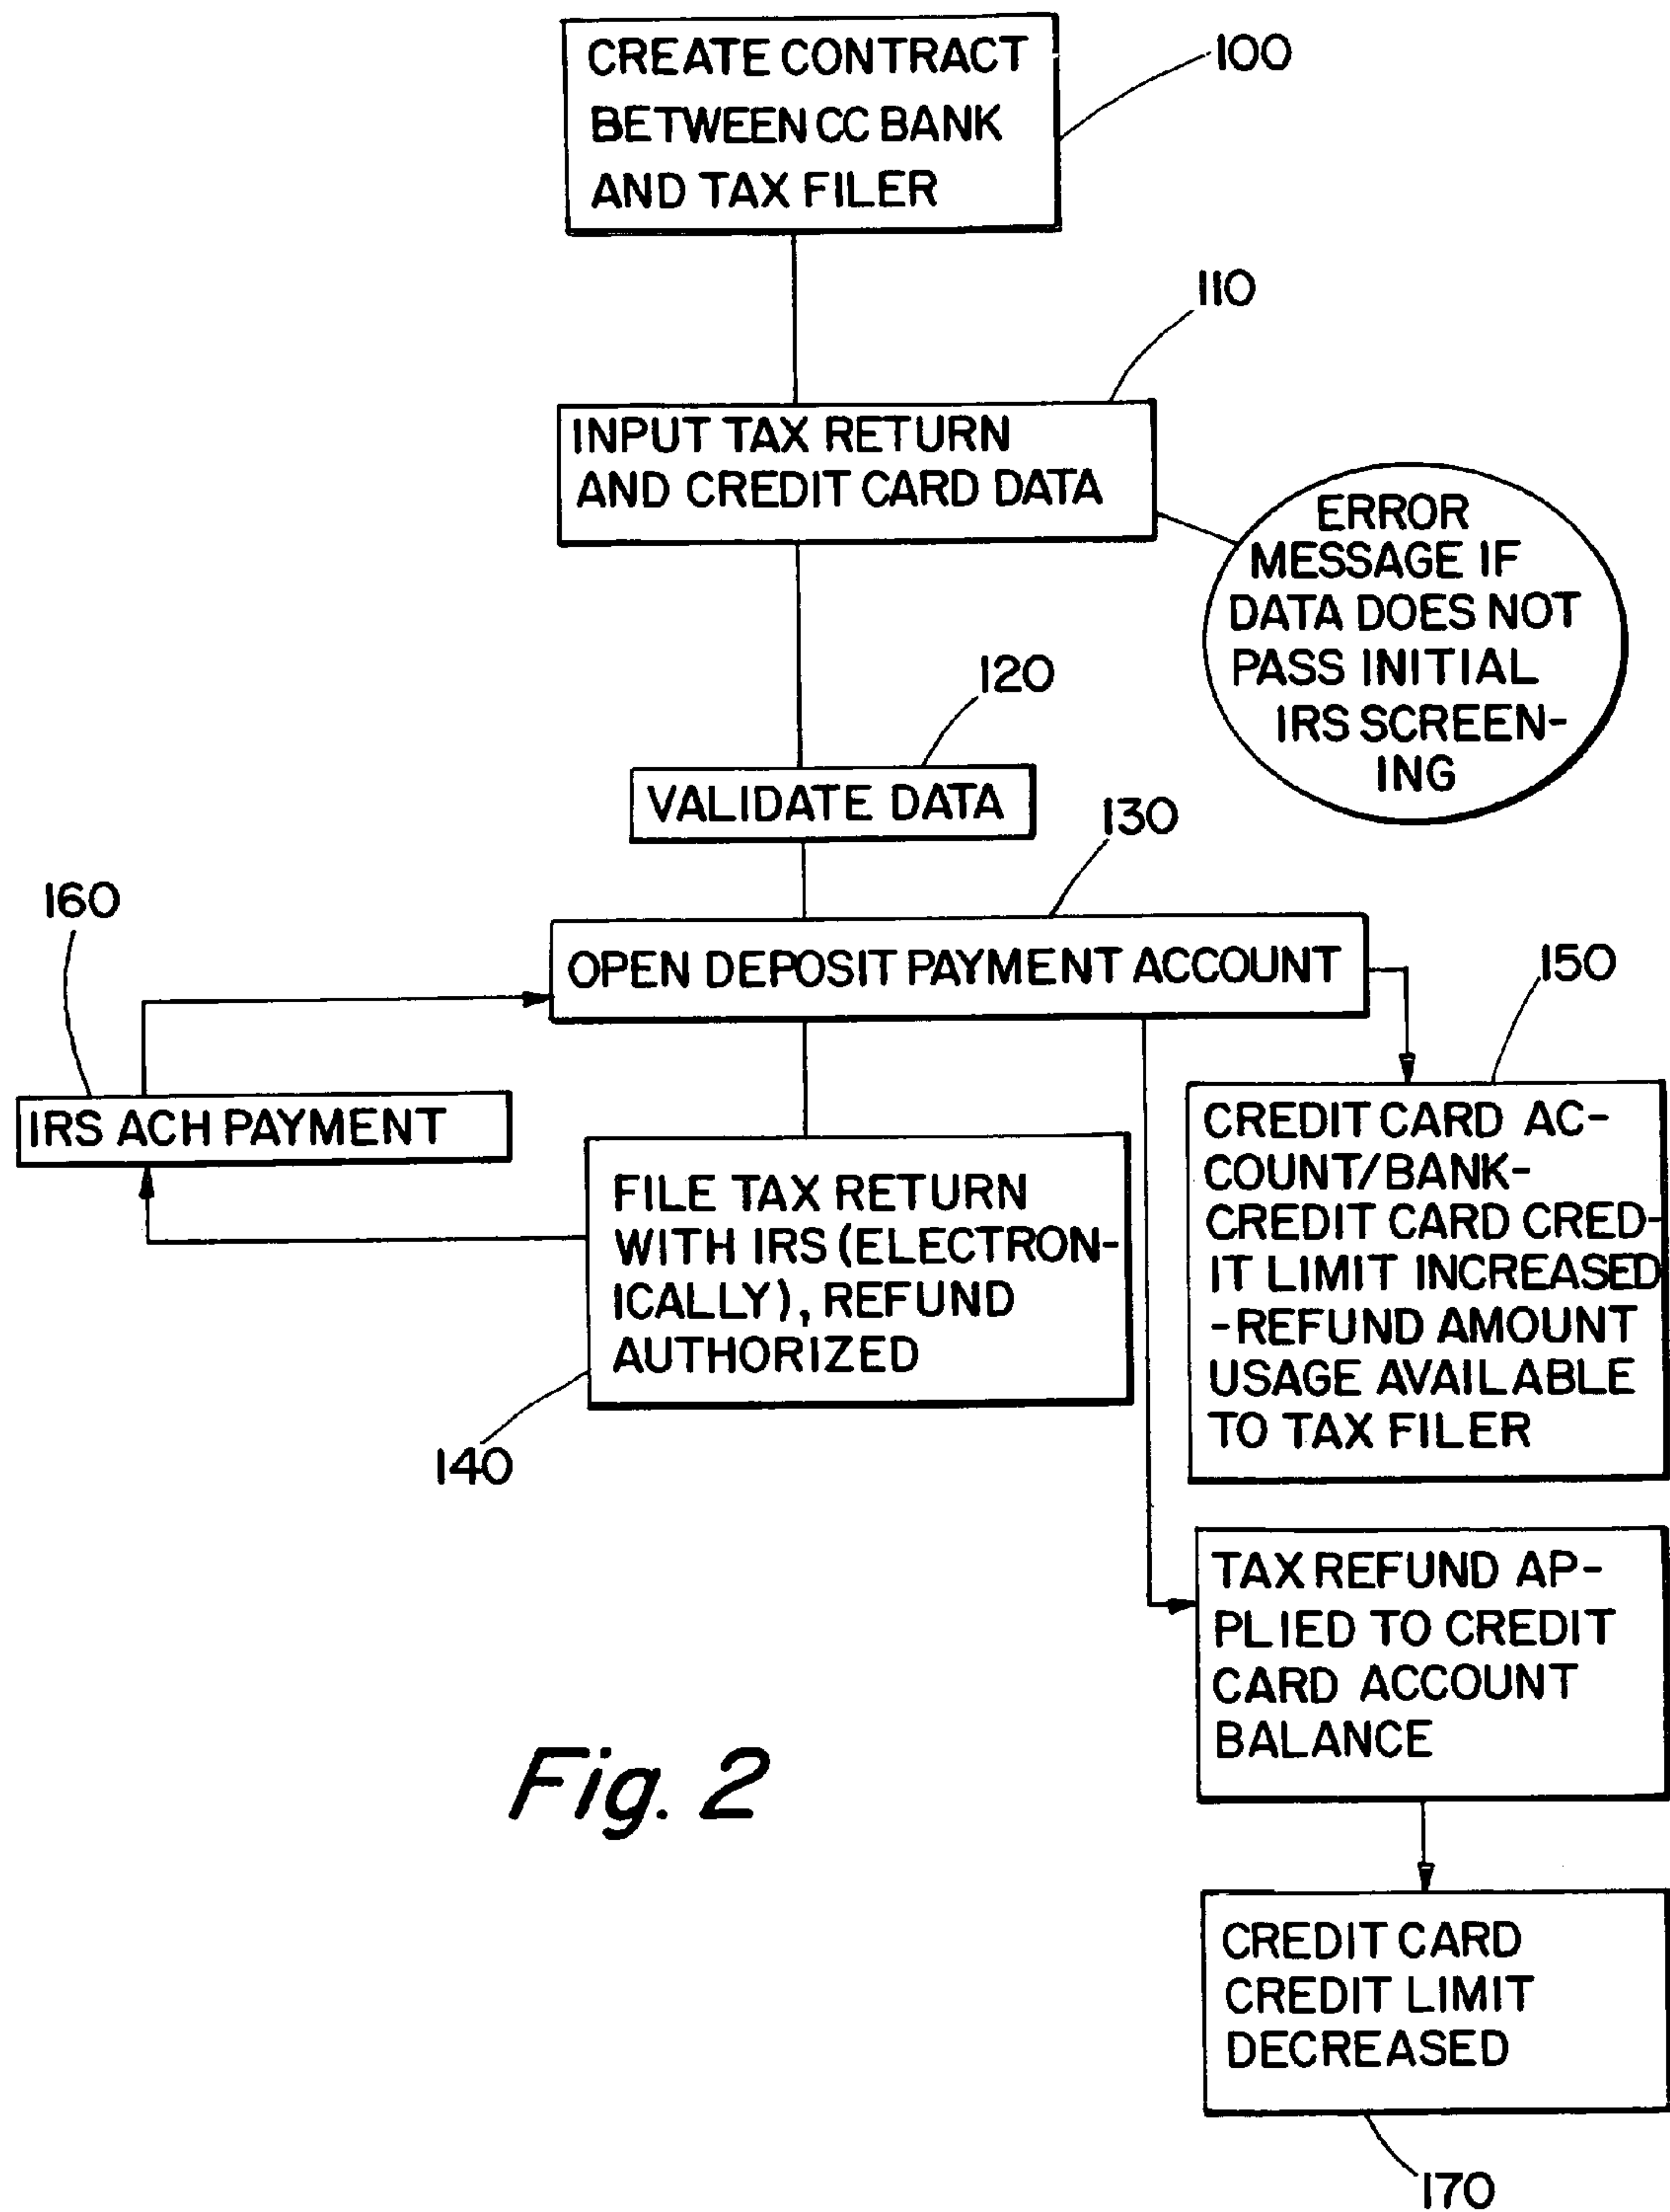 CREATE CONTRACT
BETWEEN CC BANK
AND TAX FILER
100
110
INPUT TAX RETURN
AND CREDIT CARD DATA
ERROR
MESSAGE IF
DATA DOES NOT
PASS INITIAL
IRS SCREEN-
ING
120
VALIDATE DATA
130
160
OPEN DEPOSIT PAYMENT ACCOUNT
150
IRS ACH PAYMENT
FILE TAX RETURN
WITH IRS (ELECTRON-
ICALLY), REFUND
AUTHORIZED
140
CREDIT CARD AC-
COUNT/BANK-
CREDIT CARD CRED-
IT LIMIT INCREASED
-REFUND AMOUNT
USAGE AVAILABLE
TO TAX FILER
TAX REFUND AP-
PLIED TO CREDIT
CARD ACCOUNT
BALANCE
Fig. 2
CREDIT CARD
CREDIT LIMIT
DECREASED
170